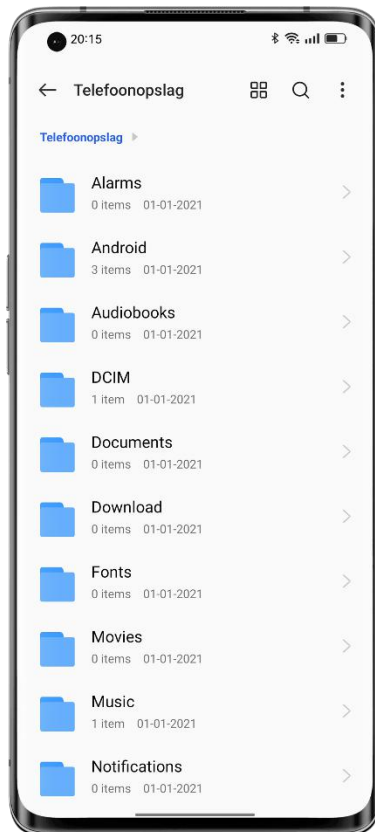 20:15
Telefoonopslag
Telefoonopslag
Alarms
0 items 01-01-2021
Android
3 items 01-01-2021
Audiobooks
0 items 01-01-2021
DCIM
1 item 01-01-2021
Documents
0 items 01-01-2021
Download
0 items 01-01-2021
Fonts
0 items 01-01-2021
Movies
0 items 01-01-2021
Music
1 item 01-01-2021
Notifications
0 items 01-01-2021